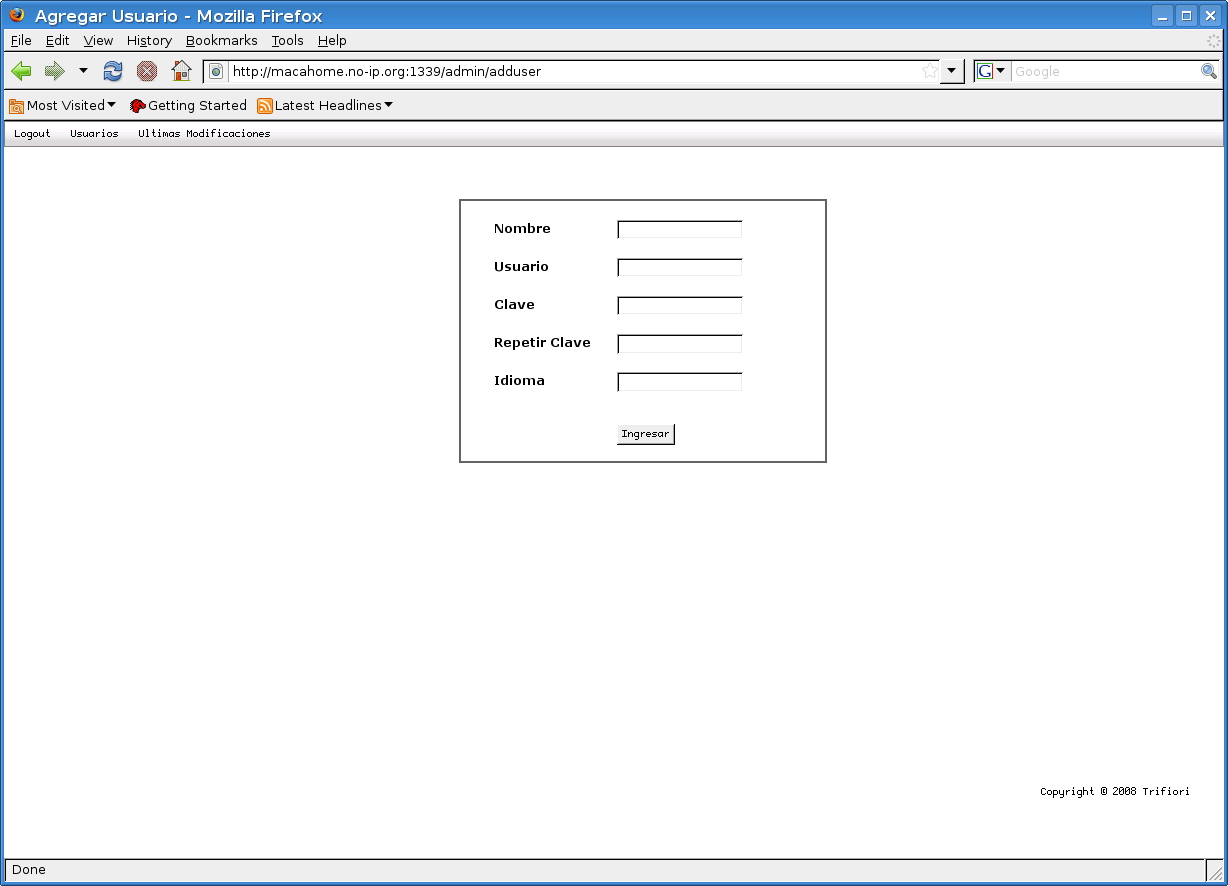 Agregar Usuario - Mozilla Firefox
File Edit View History Bookmarks Tools Help
http://macahome.no-ip.org:1339/admin/adduser G Google
Most Visited Getting Started Latest Headlines
Logout Usuarios Ultimas Modificaciones
Nombre
Usuario
Clave
Repetir Clave
Idioma
Ingresar
Copyright © 2008 Trifiori
Done